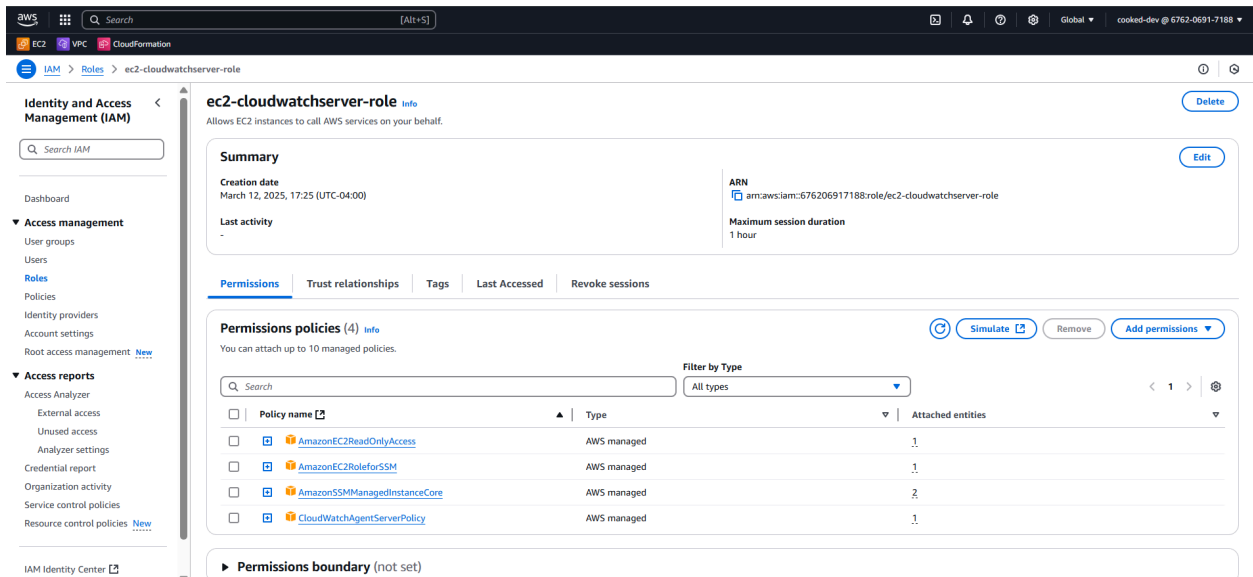 aws
Search [Alt+S]
Global
cooked-dev @ 6762-0691-7188
EC2 VPC CloudFormation
IAM > Roles > ec2-cloudwatchserver-role
Identity and Access Management (IAM)
Search IAM
Dashboard
Access management
User groups
Users
Roles
Policies
Identity providers
Account settings
Root access management New
Access reports
Access Analyzer
External access
Unused access
Analyzer settings
Credential report
Organization activity
Service control policies
Resource control policies New
IAM Identity Center
ec2-cloudwatchserver-role Info
Delete
Allows EC2 instances to call AWS services on your behalf.
Summary
Edit
Creation date
March 12, 2025, 17:25 (UTC-04:00)
ARN
arn:aws:iam::676206917188:role/ec2-cloudwatchserver-role
Last activity
-
Maximum session duration
1 hour
Permissions Trust relationships Tags Last Accessed Revoke sessions
Permissions policies (4) Info
Simulate Remove Add permissions
You can attach up to 10 managed policies.
Filter by Type
Search All types
1
Policy name Type Attached entities
AmazonEC2ReadOnlyAccess AWS managed 1
AmazonEC2RoleforSSM AWS managed 1
AmazonSSMManagedInstanceCore AWS managed 2
CloudWatchAgentServerPolicy AWS managed 1
Permissions boundary (not set)